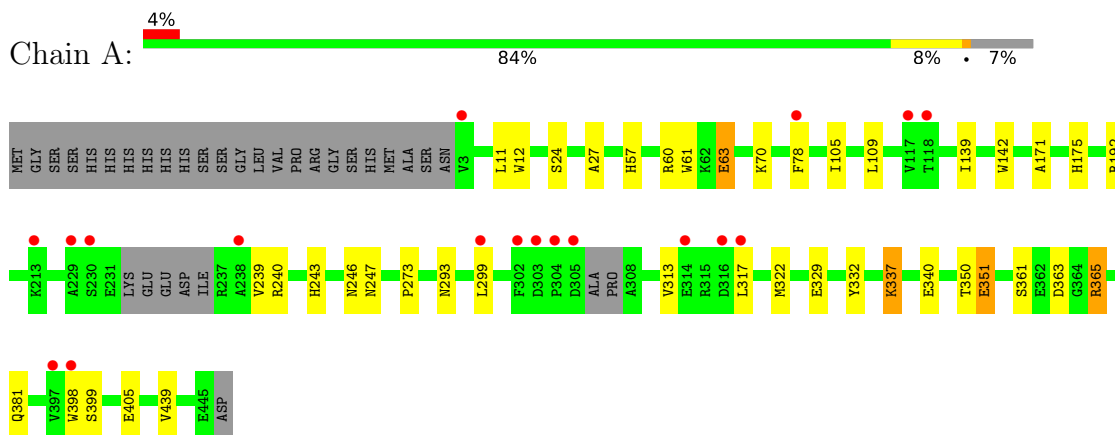 4%
Chain A:
84% 8% • 7%
MET GLY SER SER HIS HIS HIS HIS HIS HIS SER SER GLY LEU VAL PRO ARG GLY SER HIS MET ALA SER ASN V3 L11 W12 S24 A27 H57 R60 W61 K62 E63 K70 F78 I105 L109 V117 T118 I139 W142 A171 H175 R192
K213 A229 S230 E231 LYS GLU GLU ASP ILE R237 A238 V239 R240 H243 N246 N247 P273 N293 L299 F302 D303 P304 D305 ALA PRO A308 V313 E314 R315 D316 L317 M322 E329 Y332 K337 E340 T350 E351 S361 E362 D363 G364 R365
Q381 V397 W398 S399 E405 V439 E445 ASP